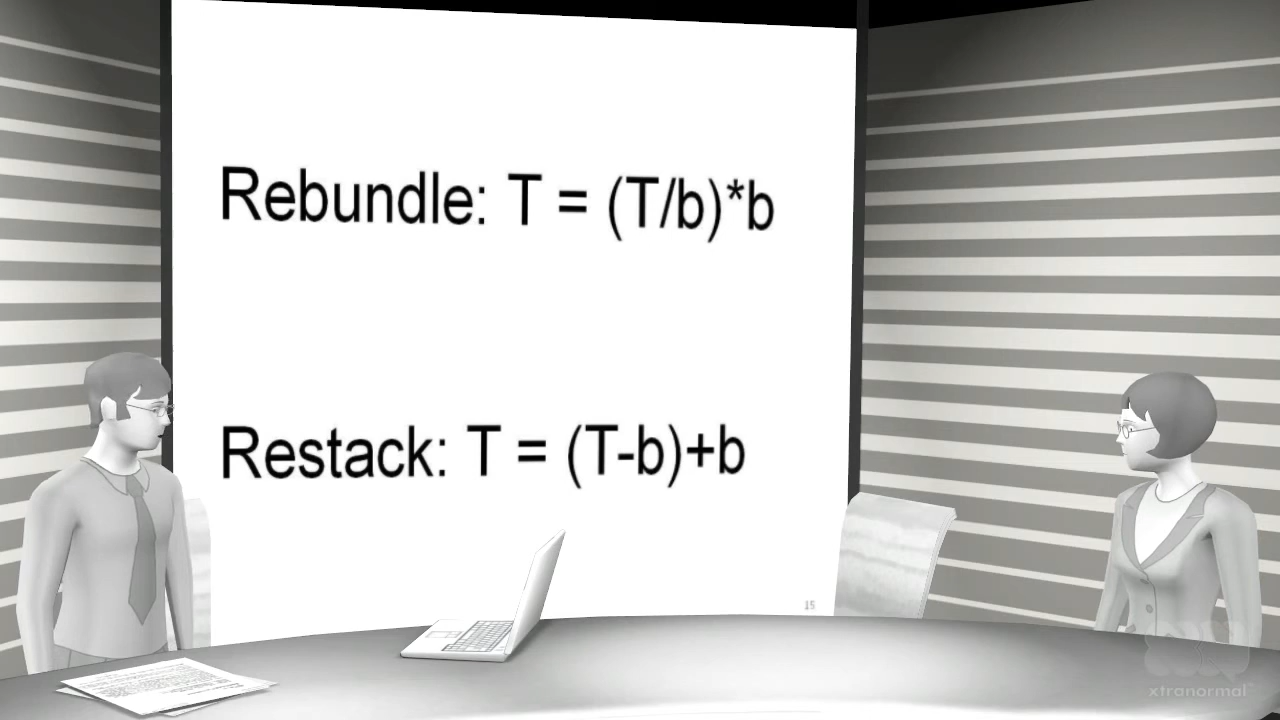 Rebundle: T = (T/b)*b
Restack: T = (T-b)+b
15
xtranormal